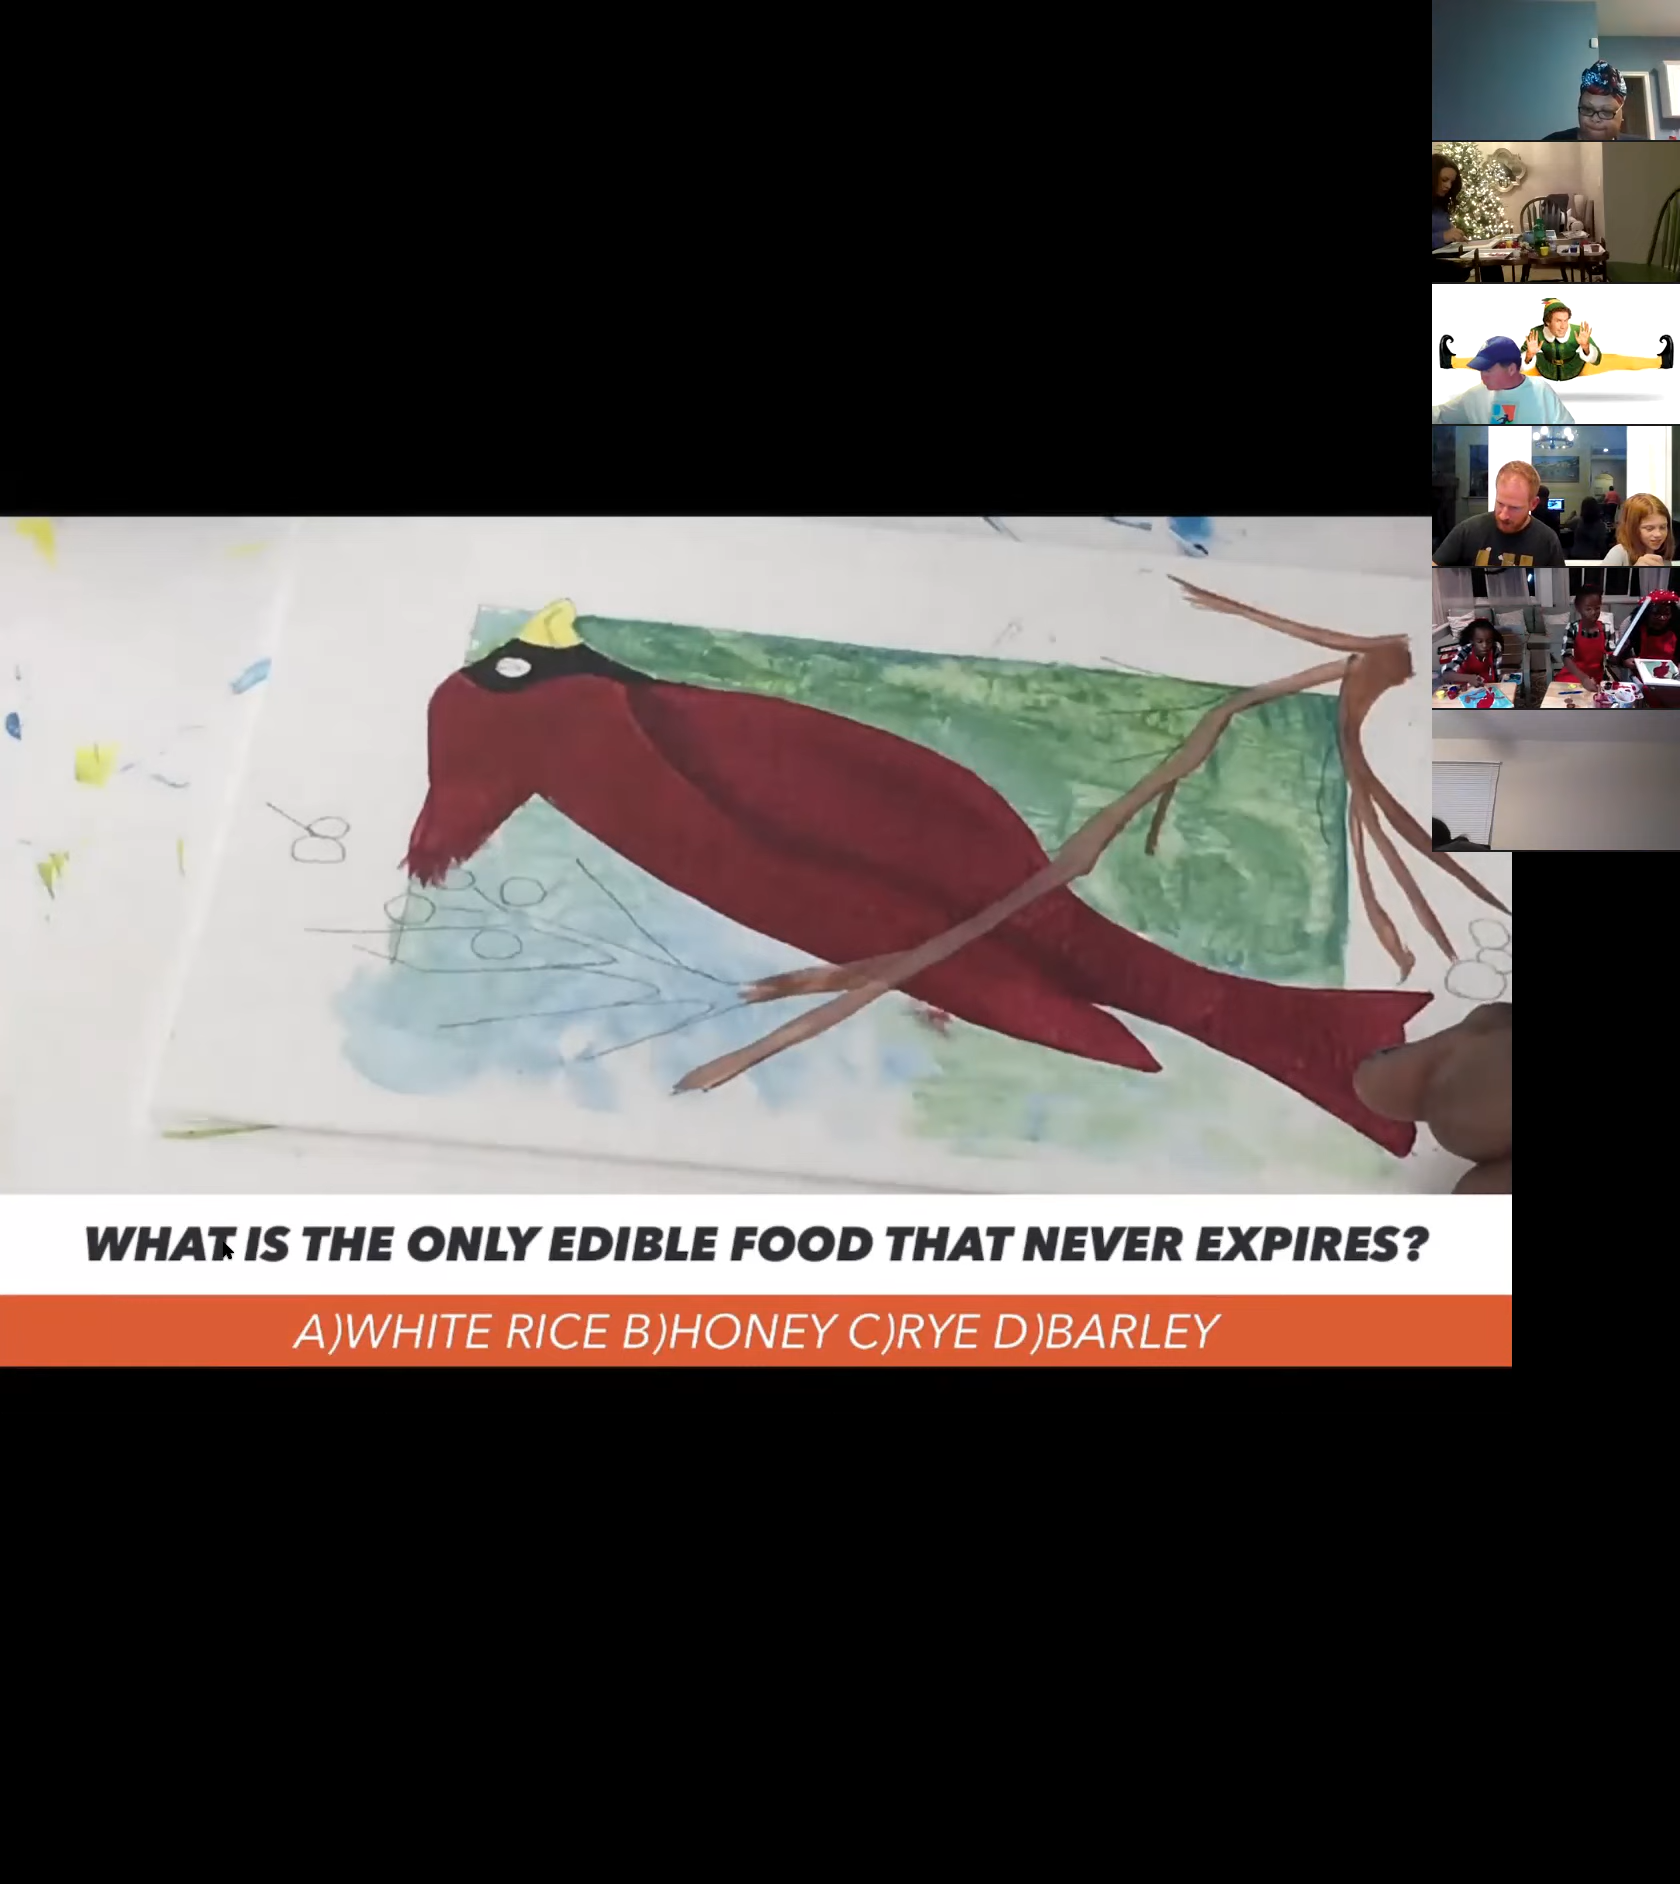 WHAT IS THE ONLY EDIBLE FOOD THAT NEVER EXPIRES?
A)WHITE RICE B)HONEY C)RYE D)BARLEY